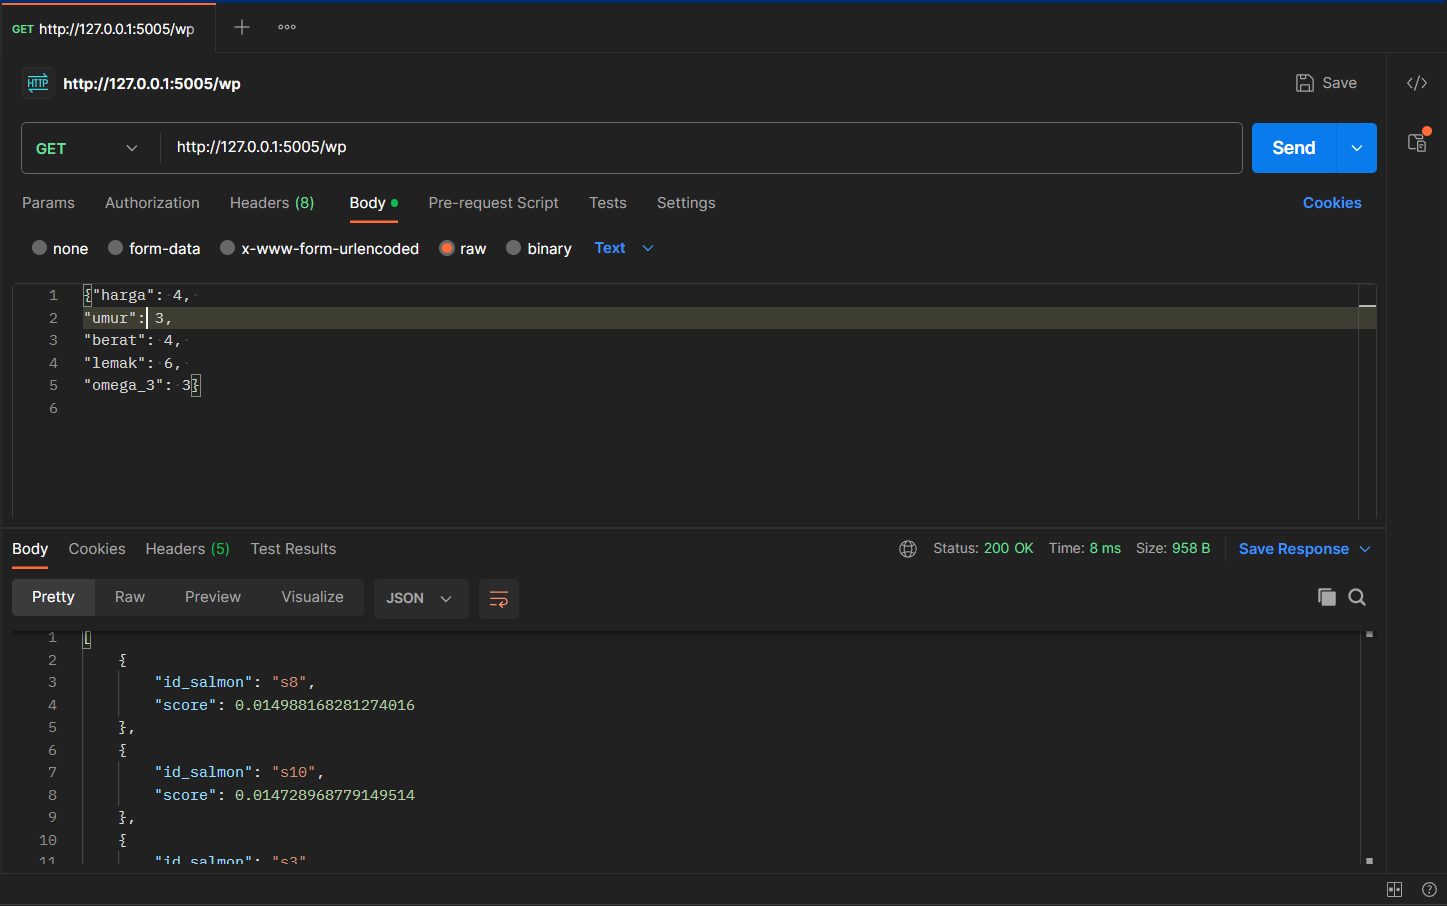 GET http://127.0.0.1:5005/wp
HTTP http://127.0.0.1:5005/wp Save
GET http://127.0.0.1:5005/wp Send
Params Authorization Headers (8) Body Pre-request Script Tests Settings Cookies
none form-data x-www-form-urlencoded raw binary Text
1 {"harga": 4,
2 "umur": 3,
3 "berat": 4,
4 "lemak": 6,
5 "omega_3": 3}
6
Body Cookies Headers (5) Test Results Status: 200 OK Time: 8 ms Size: 958 B Save Response
Pretty Raw Preview Visualize JSON
1 [
2 {
3 "id_salmon": "s8",
4 "score": 0.014988168281274016
5 },
6 {
7 "id_salmon": "s10",
8 "score": 0.014728968779149514
9 },
10 {
11 "id_salmon": "s3"